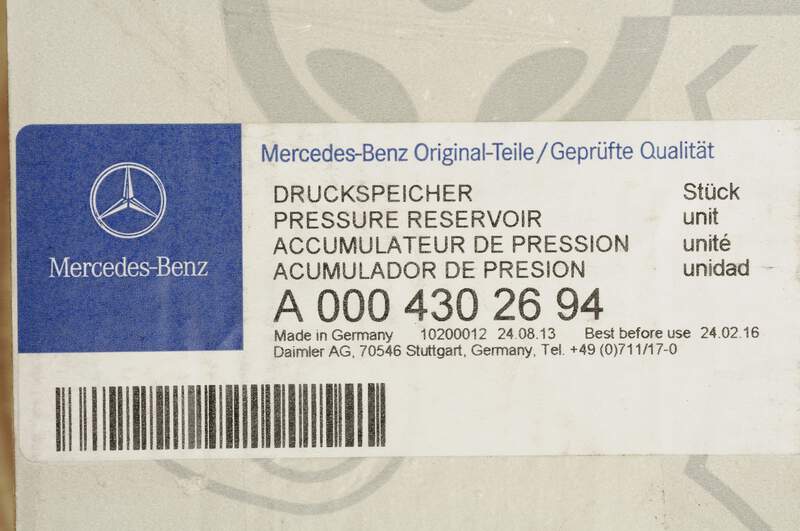 Mercedes-Benz
Mercedes-Benz Original-Teile/Geprüfte Qualität
DRUCKSPEICHER Stück
PRESSURE RESERVOIR unit
ACCUMULATEUR DE PRESSION unité
ACUMULADOR DE PRESION unidad
A 000 430 26 94
Made in Germany 10200012 24.08.13 Best before use 24.02.16
Daimler AG, 70546 Stuttgart, Germany, Tel. +49 (0)711/17-0